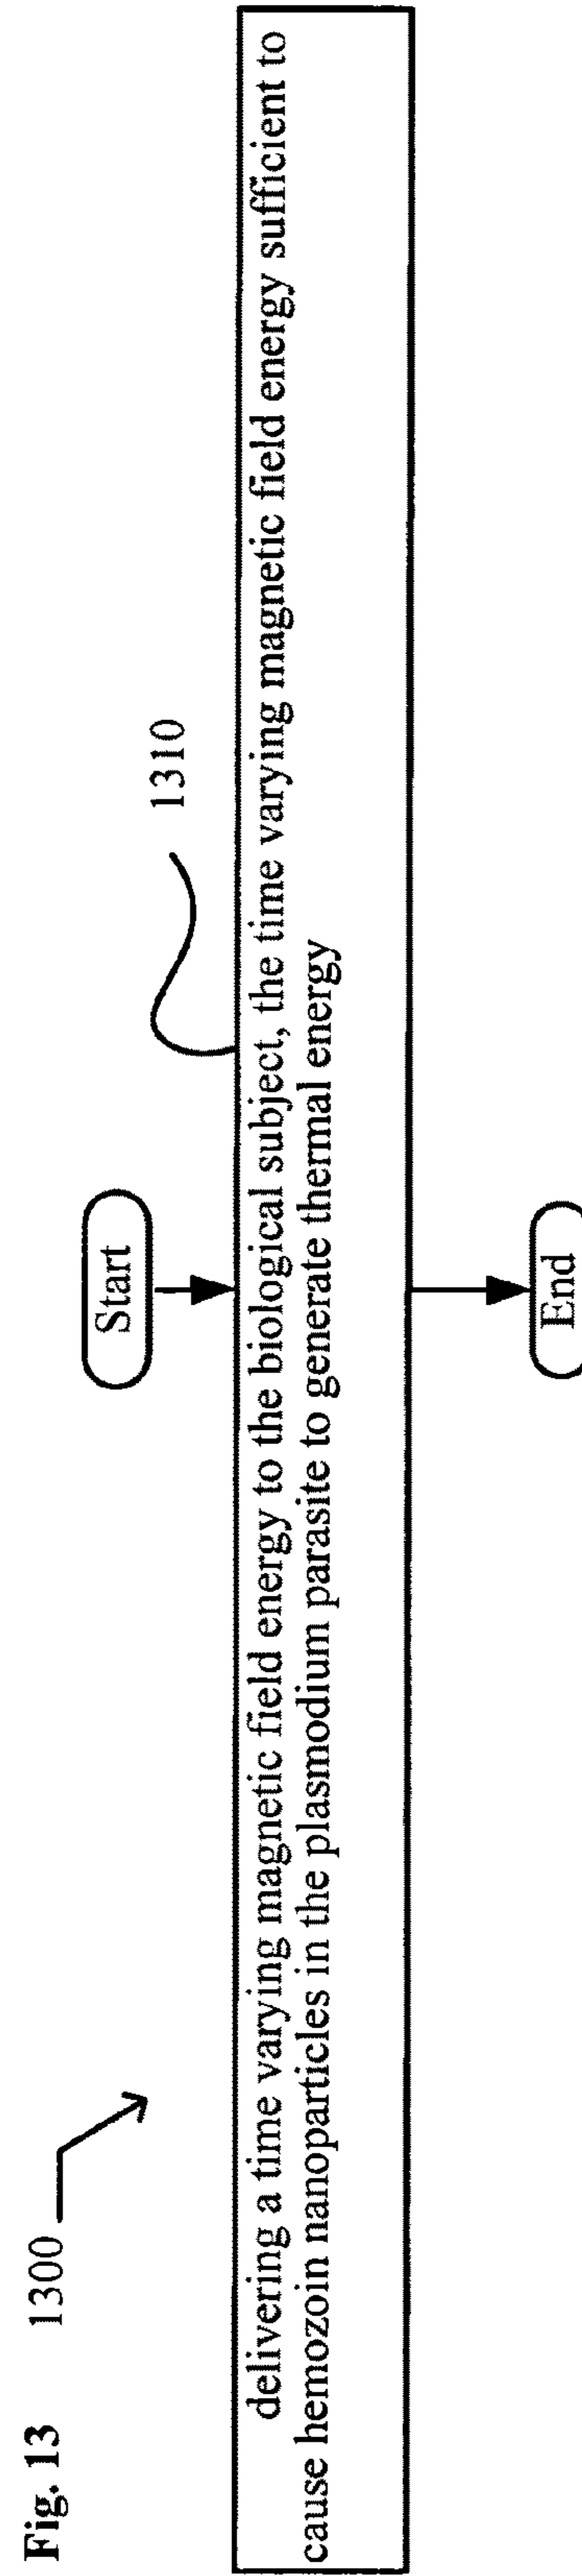 Fig. 13
1300
1310
Start
delivering a time varying magnetic field energy to the biological subject, the time varying magnetic field energy sufficient to
cause hemozoin nanoparticles in the plasmodium parasite to generate thermal energy
End